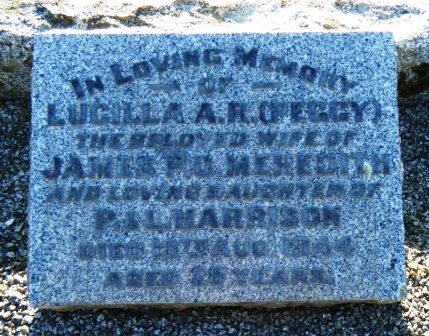 IN LOVING MEMORY
OF
LUCILLA A.R. (PEGGY)
THE BELOVED WIFE OF
JAMES P.O. MEREDITH
AND LOVING DAUGHTER OF
P. & L. HARRISON
DIED AUG. 1944
AGED YEARS.